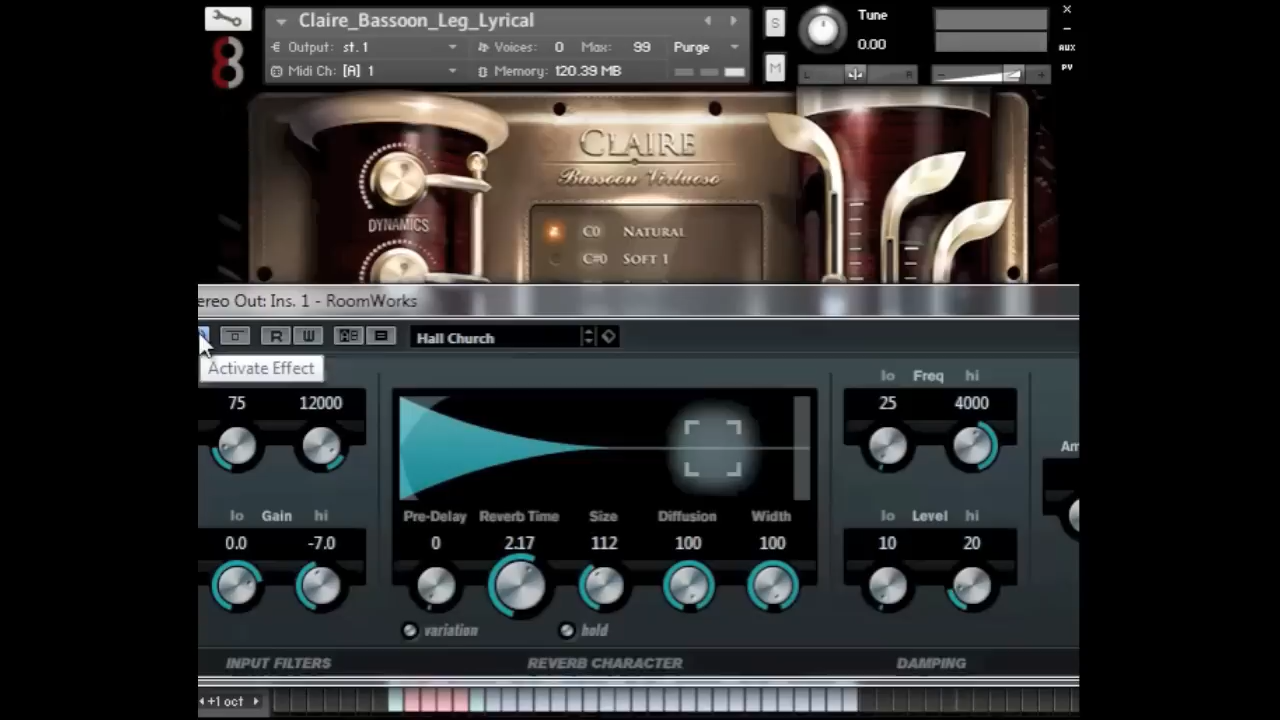 Claire_Bassoon_Leg_Lyrical
S
Tune
0.00
Output: st.1
Voices: 0 Max: 99 Purge
Midi Ch: [A] 1
Memory: 120.39 MB
M
L
R
AUX
PV
CLAIRE
Bassoon Virtuoso
DYNAMICS
C0 NATURAL
C#0 SOFT 1
ereo Out: Ins. 1 - RoomWorks
R W
Hall Church
Activate Effect
lo Freq hi
75 12000
25 4000
Am
lo Gain hi
Pre-Delay Reverb Time Size Diffusion Width
lo Level hi
0.0 -7.0
0 2.17 112 100 100
10 20
variation
hold
INPUT FILTERS
REVERB CHARACTER
DAMPING
+1 oct